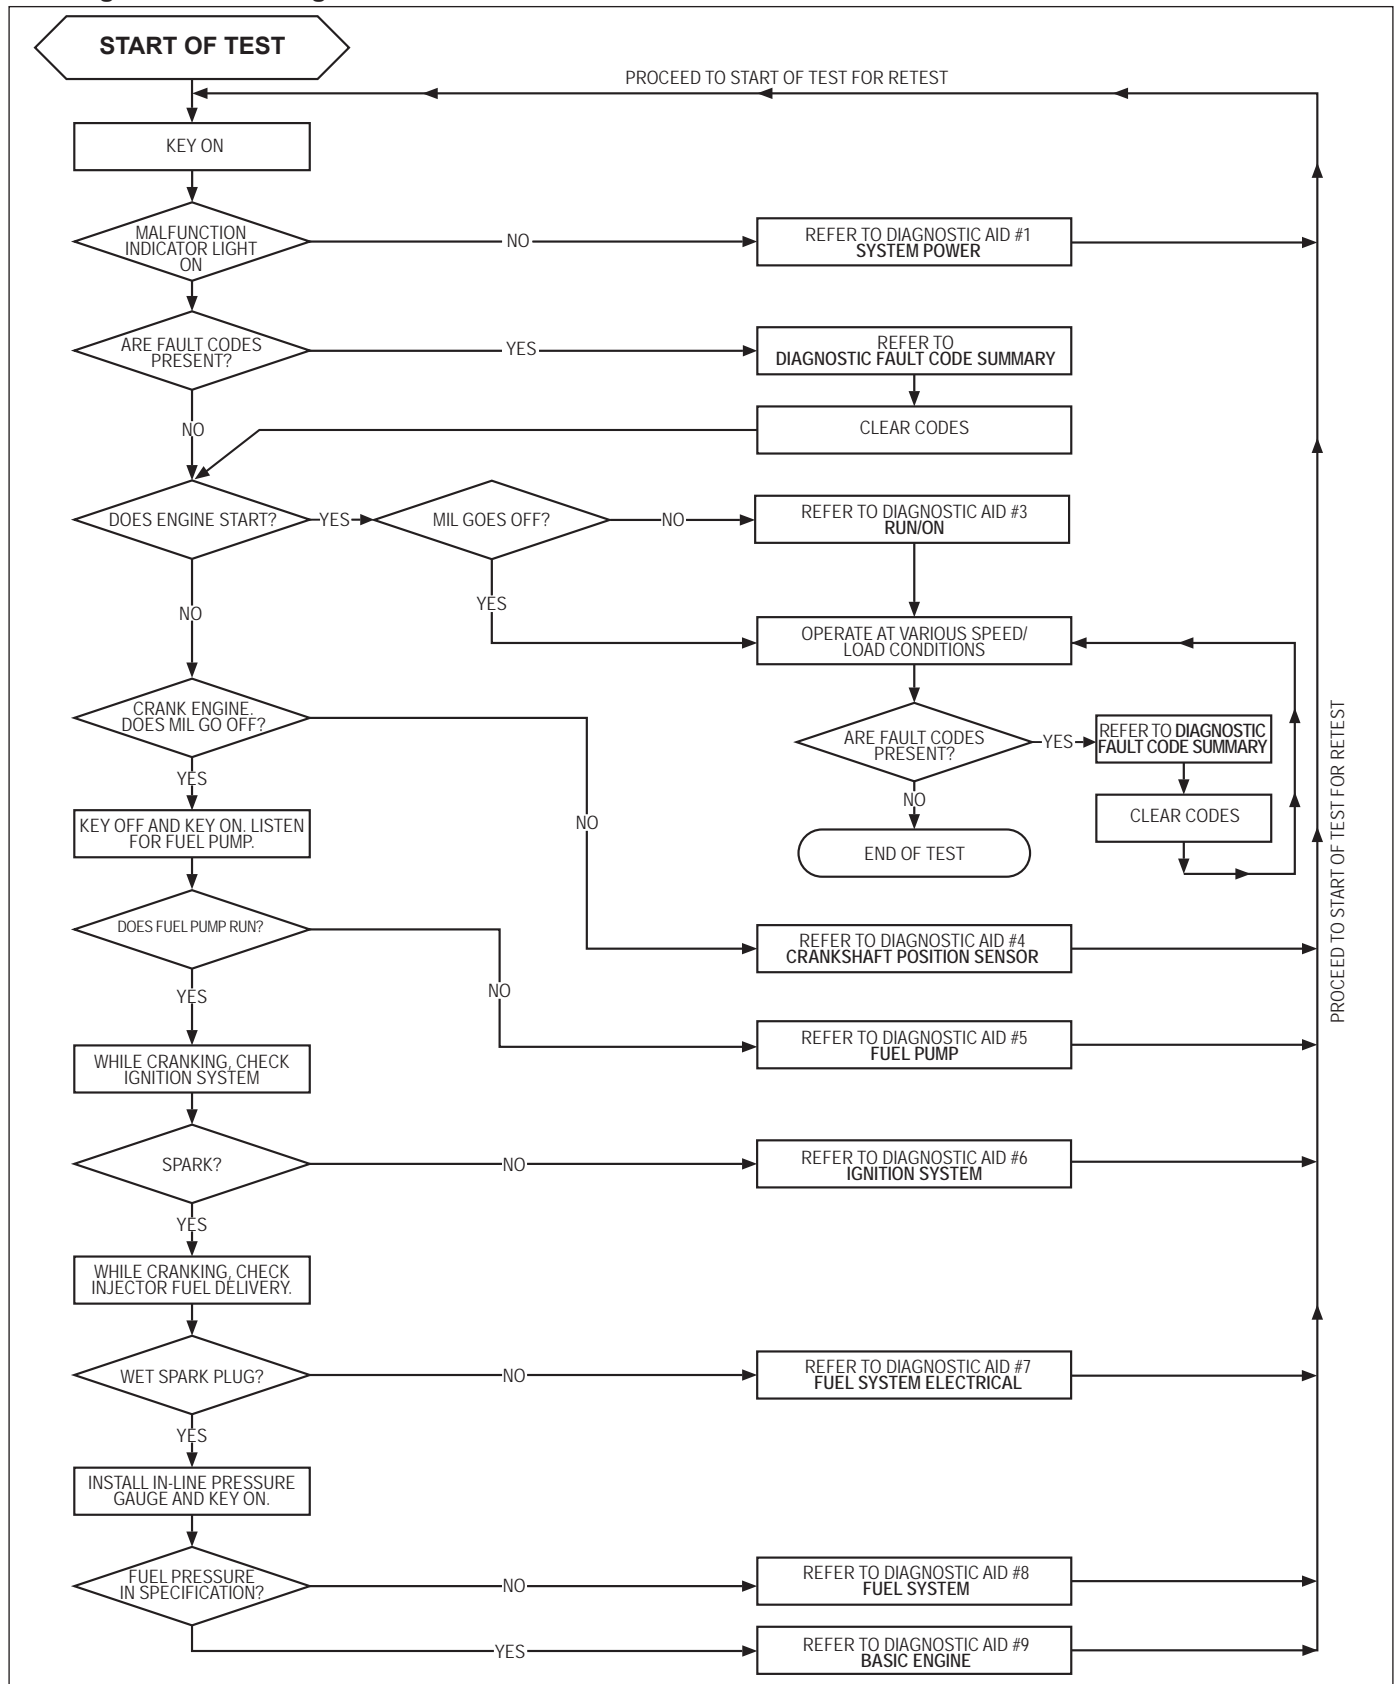 START OF TEST
PROCEED TO START OF TEST FOR RETEST
KEY ON
MALFUNCTION
INDICATOR LIGHT
ON
NO
REFER TO DIAGNOSTIC AID #1
SYSTEM POWER
ARE FAULT CODES
PRESENT?
YES
REFER TO
DIAGNOSTIC FAULT CODE SUMMARY
NO
CLEAR CODES
DOES ENGINE START?
YES
MIL GOES OFF?
NO
REFER TO DIAGNOSTIC AID #3
RUN/ON
NO
YES
OPERATE AT VARIOUS SPEED/
LOAD CONDITIONS
CRANK ENGINE.
DOES MIL GO OFF?
ARE FAULT CODES
PRESENT?
YES
REFER TO DIAGNOSTIC
FAULT CODE SUMMARY
PROCEED TO START OF TEST FOR RETEST
YES
NO
KEY OFF AND KEY ON. LISTEN
FOR FUEL PUMP.
NO
CLEAR CODES
END OF TEST
DOES FUEL PUMP RUN?
REFER TO DIAGNOSTIC AID #4
CRANKSHAFT POSITION SENSOR
YES
NO
REFER TO DIAGNOSTIC AID #5
FUEL PUMP
WHILE CRANKING, CHECK
IGNITION SYSTEM
SPARK?
NO
REFER TO DIAGNOSTIC AID #6
IGNITION SYSTEM
YES
WHILE CRANKING, CHECK
INJECTOR FUEL DELIVERY.
WET SPARK PLUG?
NO
REFER TO DIAGNOSTIC AID #7
FUEL SYSTEM ELECTRICAL
YES
INSTALL IN-LINE PRESSURE
GAUGE AND KEY ON.
FUEL PRESSURE
IN SPECIFICATION?
NO
REFER TO DIAGNOSTIC AID #8
FUEL SYSTEM
YES
REFER TO DIAGNOSTIC AID #9
BASIC ENGINE